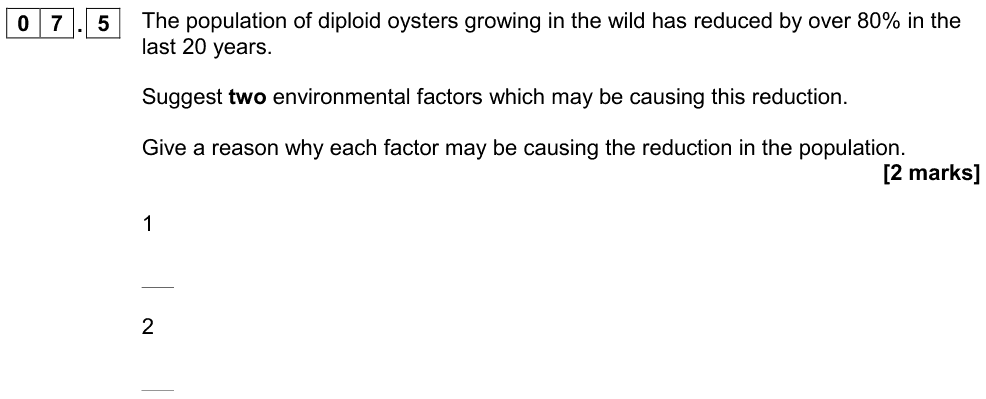 07.5 The population of diploid oysters growing in the wild has reduced by over 80% in the
last 20 years.
Suggest two environmental factors which may be causing this reduction.
Give a reason why each factor may be causing the reduction in the population.
[2 marks]
1
2